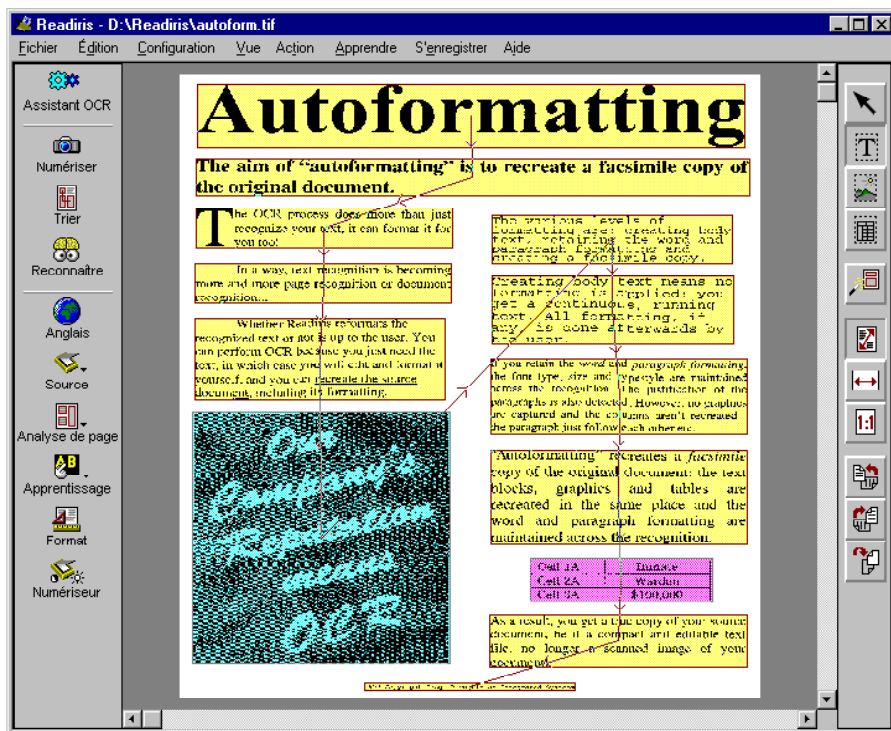 Readiris - D:\Readiris\autoform.tif
Fichier Édition Configuration Vue Action Apprendre S'enregistrer Aide
Assistant OCR
Numériser
Trier
Reconnaître
Anglais
Source
Analyse de page
Apprentissage
Format
Numériseur
Autoformatting
The aim of "autoformatting" is to recreate a facsimile copy of
the original document.
The OCR process does more than just
recognize your text, it can format it for
you too!
In a way, text recognition is becoming
more and more page recognition or document
recognition...
Whether Readiris reformats the
recognized text or not is up to the user. You
can perform OCR because you just need the
text, in which case you will edit and format it
yourself, and you can recreate the source
document, including its formatting.
Our
Company's
Reformation
means
OCR
The various levels of
formatting are: creating body
text, retaining the word and
paragraph formatting and
creating a facsimile copy.
Creating body text means no
formatting is applied: you
get a continuous, running
text. All formatting, if
any, is done afterwards by
the user.
If you retain the word and paragraph formatting,
the font type, size and typestyle are maintained
across the recognition. The justification of the
paragraphs is also detected. However, no graphics
are captured and the columns aren't recreated -
the paragraph just follow each other etc.
"Autoformatting" recreates a facsimile
copy of the original document: the text
blocks, graphics and tables are
recreated in the same place and the
word and paragraph formatting are
maintained across the recognition.
Cell 1A Inmate
Cell 2A Warden
Cell 3A $100,000
As a result, you get a true copy of your source
document, be it a compact and editable text
file, no longer a scanned image of your
document!
1:1